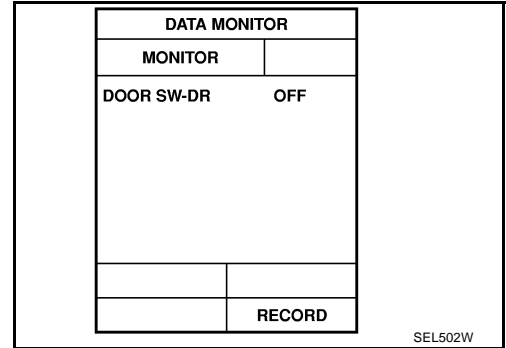 DATA MONITOR
MONITOR
DOOR SW-DR OFF
RECORD
SEL502W